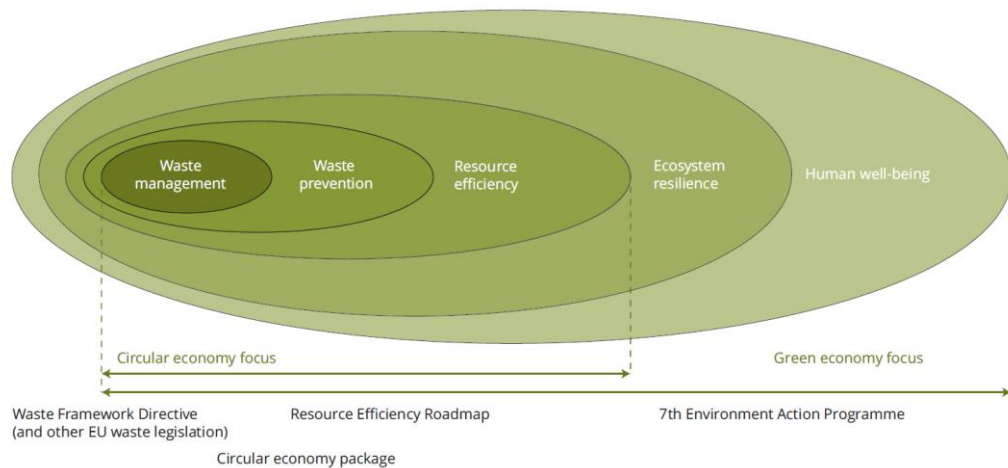 Waste
management
Waste
prevention
Resource
efficiency
Ecosystem
resilience
Human well-being
Circular economy focus
Green economy focus
Waste Framework Directive
(and other EU waste legislation)
Resource Efficiency Roadmap
7th Environment Action Programme
Circular economy package